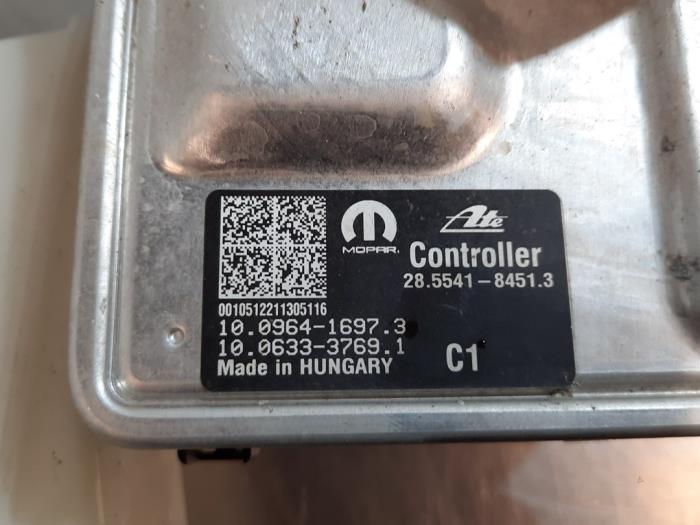 MOPAR
Ate
Controller
28.5541-8451.3
0010512211305116
10.0964-1697.3
10.0633-3769.1
Made in HUNGARY
C1